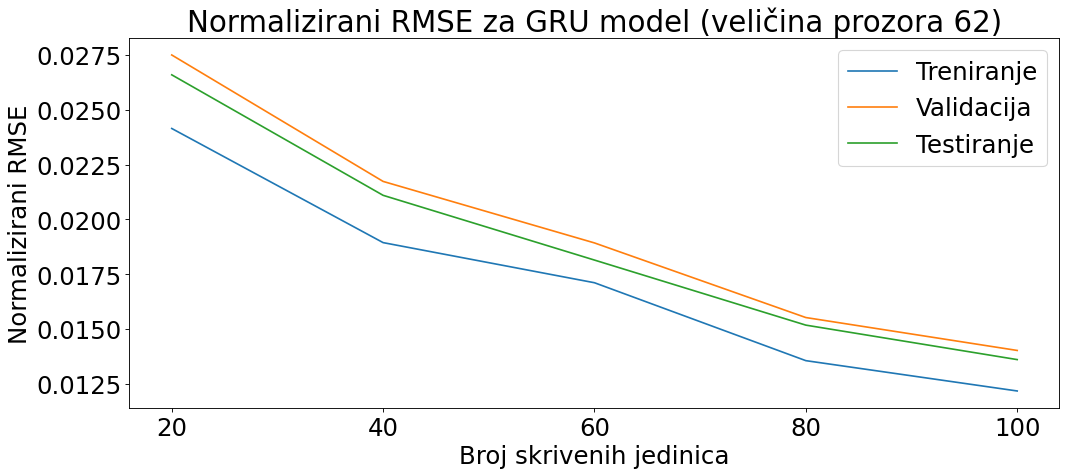 Normalizirani RMSE za GRU model (veličina prozora 62)
Normalizirani RMSE
0.0275
0.0250
0.0225
0.0200
0.0175
0.0150
0.0125
Treniranje
Validacija
Testiranje
20 40 60 80 100
Broj skrivenih jedinica